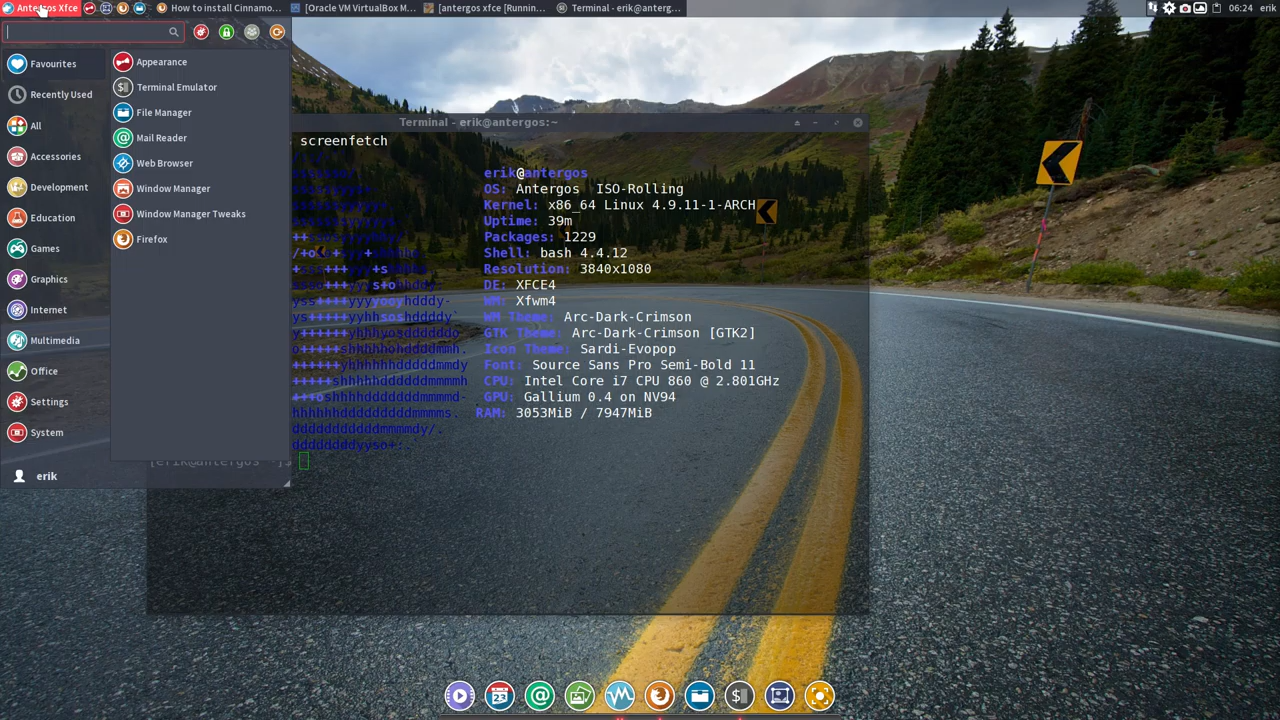 Antergos Xfce
How to install Cinnamo...
[Oracle VM VirtualBox M...
[antergos xfce [Runnin...
Terminal - erik@anterg...
06:24
erik
Favourites
Recently Used
All
Accessories
Development
Education
Games
Graphics
Internet
Multimedia
Office
Settings
System
erik
Appearance
Terminal Emulator
File Manager
Mail Reader
Web Browser
Window Manager
Window Manager Tweaks
Firefox
Terminal - erik@antergos:~
screenfetch
erik@antergos
OS: Antergos  ISO-Rolling
Kernel: x86_64 Linux 4.9.11-1-ARCH
Uptime: 39m
Packages: 1229
Shell: bash 4.4.12
Resolution: 3840x1080
DE: XFCE4
WM: Xfwm4
WM Theme: Arc-Dark-Crimson
GTK Theme: Arc-Dark-Crimson [GTK2]
Icon Theme: Sardi-Evopop
Font: Source Sans Pro Semi-Bold 11
CPU: Intel Core i7 CPU 860 @ 2.801GHz
GPU: Gallium 0.4 on NV94
RAM: 3053MiB / 7947MiB
[erik@antergos ~]$
23
$